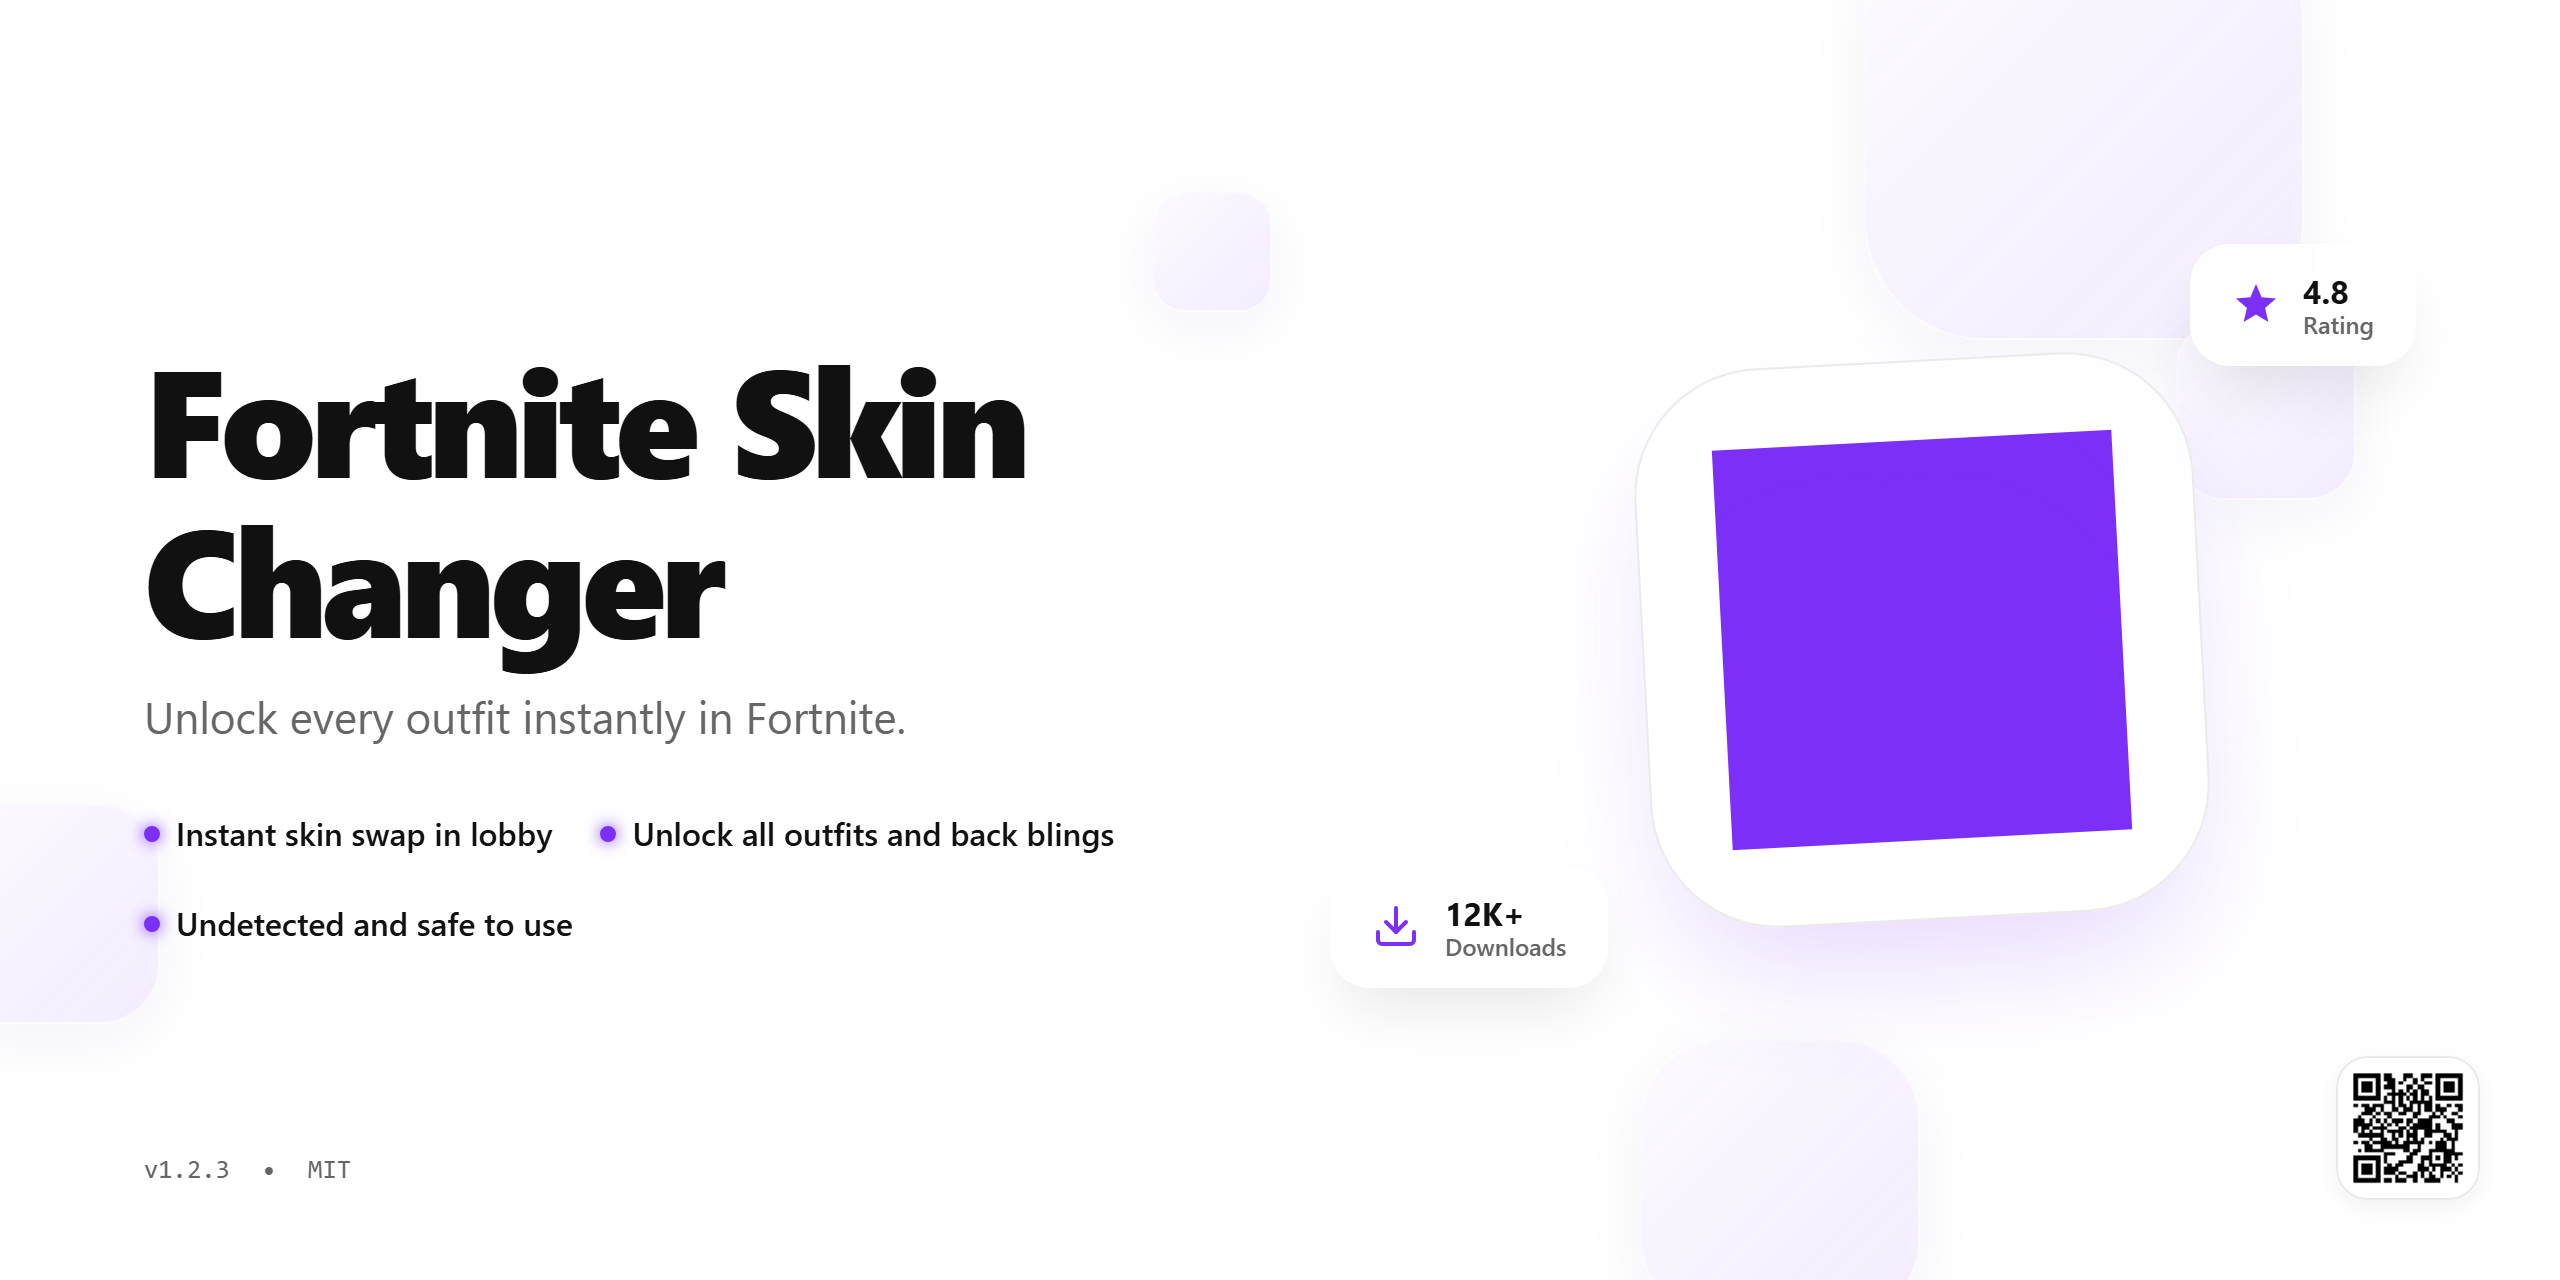 Fortnite Skin
Changer
Unlock every outfit instantly in Fortnite.
Instant skin swap in lobby
Unlock all outfits and back blings
Undetected and safe to use
4.8
Rating
12K+
Downloads
v1.2.3 • MIT